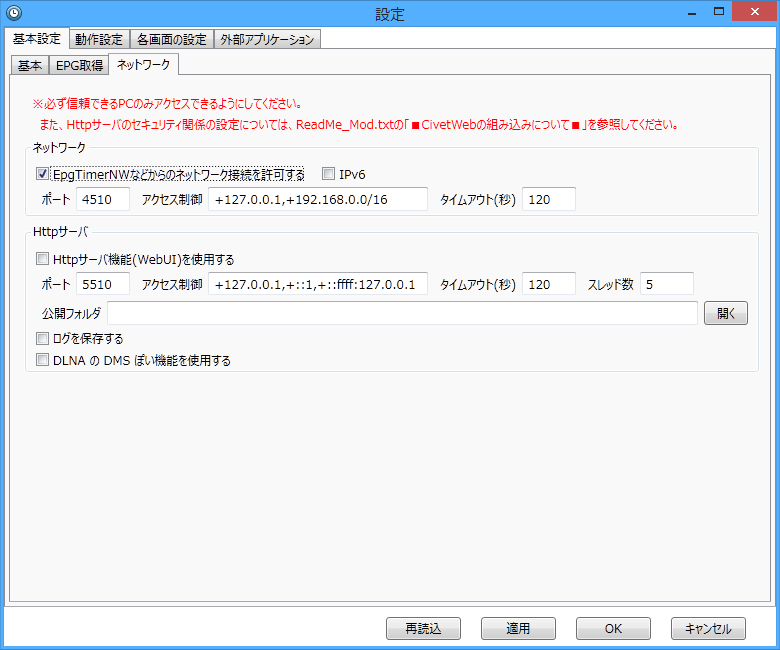 設定
基本設定 動作設定 各画面の設定 外部アプリケーション
基本 EPG取得 ネットワーク
※必ず信頼できるPCのみアクセスできるようにしてください。
また、Httpサーバのセキュリティ関係の設定については、ReadMe_Mod.txtの「■CivetWebの組み込みについて■」を参照してください。
ネットワーク
EpgTimerNWなどからのネットワーク接続を許可する IPv6
ポート 4510 アクセス制御 +127.0.0.1,+192.168.0.0/16 タイムアウト(秒) 120
Httpサーバ
Httpサーバ機能(WebUI)を使用する
ポート 5510 アクセス制御 +127.0.0.1,+::1,+::ffff:127.0.0.1 タイムアウト(秒) 120 スレッド数 5
公開フォルダ 開く
ログを保存する
DLNA の DMS ぽい機能を使用する
再読込 適用 OK キャンセル